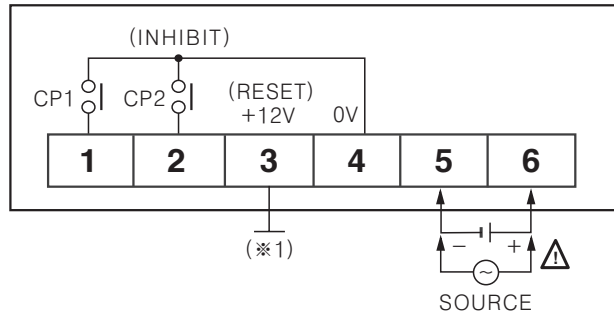 (INHIBIT)
CP1 CP2 (RESET)
+12V 0V
1 2 3 4 5 6
(※1) − +
SOURCE